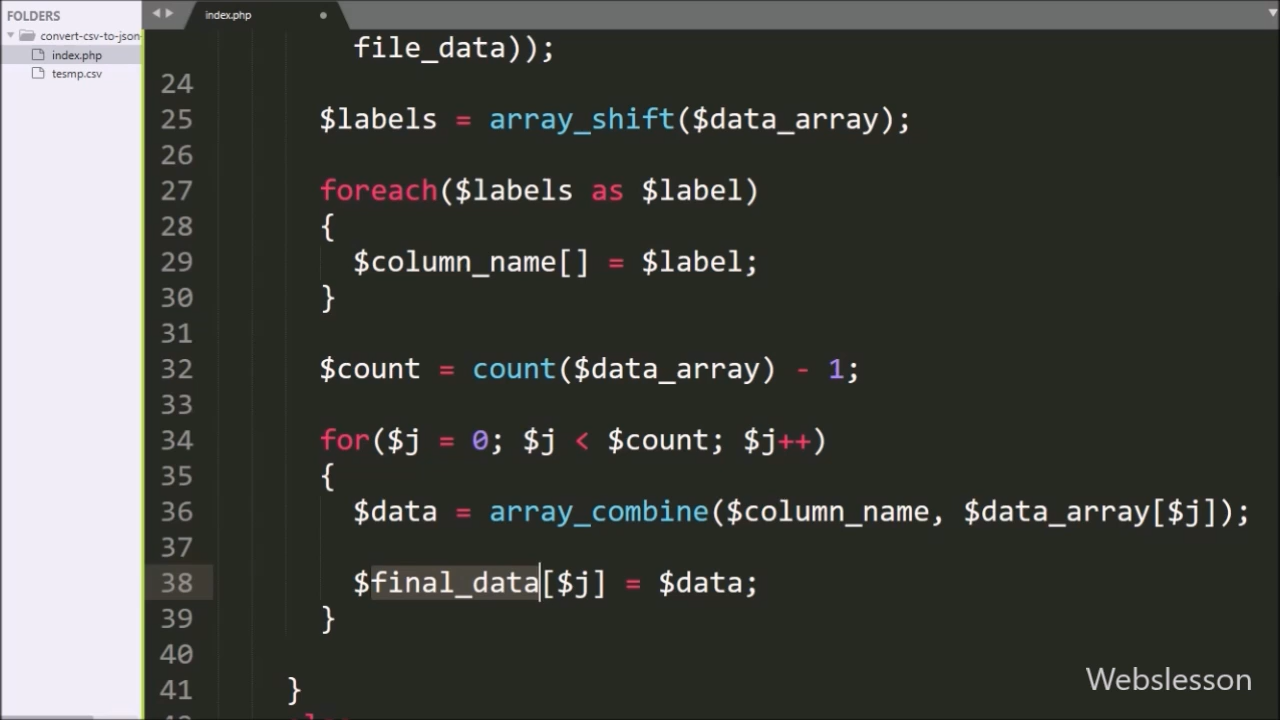 FOLDERS
convert-csv-to-json-
index.php
tesmp.csv
index.php
file_data));
24
25 $labels = array_shift($data_array);
26
27 foreach($labels as $label)
28 {
29 $column_name[] = $label;
30 }
31
32 $count = count($data_array) - 1;
33
34 for($j = 0; $j < $count; $j++)
35 {
36 $data = array_combine($column_name, $data_array[$j]);
37
38 $final_data[$j] = $data;
39 }
40
41 }
Webslesson